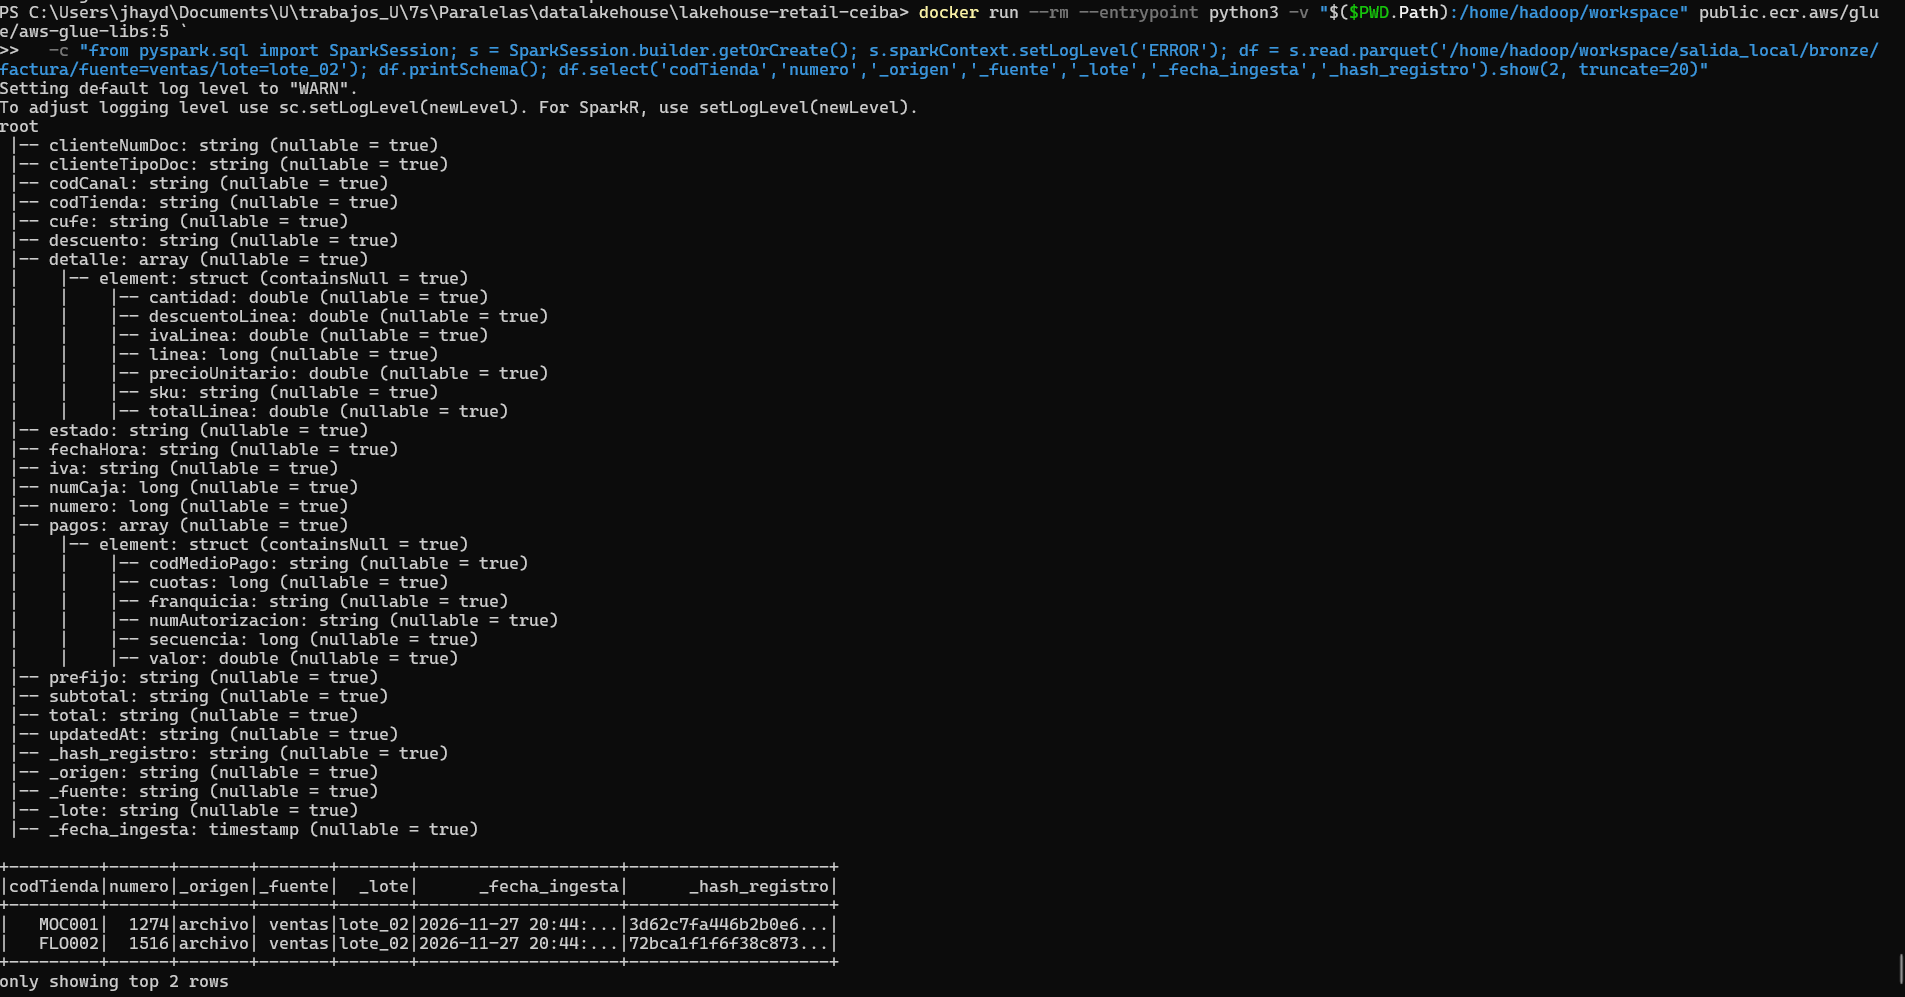 PS C:\Users\jhayd\Documents\U\trabajos_U\7s\Paralelas\datalakehouse\lakehouse-retail-ceiba> docker run --rm --entrypoint python3 -v "$($PWD.Path):/home/hadoop/workspace" public.ecr.aws/glu
e/aws-glue-libs:5 `
>>   -c "from pyspark.sql import SparkSession; s = SparkSession.builder.getOrCreate(); s.sparkContext.setLogLevel('ERROR'); df = s.read.parquet('/home/hadoop/workspace/salida_local/bronze/
factura/fuente=ventas/lote=lote_02'); df.printSchema(); df.select('codTienda','numero','_origen','_fuente','_lote','_fecha_ingesta','_hash_registro').show(2, truncate=20)"
Setting default log level to "WARN".
To adjust logging level use sc.setLogLevel(newLevel). For SparkR, use setLogLevel(newLevel).
root
 |-- clienteNumDoc: string (nullable = true)
 |-- clienteTipoDoc: string (nullable = true)
 |-- codCanal: string (nullable = true)
 |-- codTienda: string (nullable = true)
 |-- cufe: string (nullable = true)
 |-- descuento: string (nullable = true)
 |-- detalle: array (nullable = true)
 |    |-- element: struct (containsNull = true)
 |    |    |-- cantidad: double (nullable = true)
 |    |    |-- descuentoLinea: double (nullable = true)
 |    |    |-- ivaLinea: double (nullable = true)
 |    |    |-- linea: long (nullable = true)
 |    |    |-- precioUnitario: double (nullable = true)
 |    |    |-- sku: string (nullable = true)
 |    |    |-- totalLinea: double (nullable = true)
 |-- estado: string (nullable = true)
 |-- fechaHora: string (nullable = true)
 |-- iva: string (nullable = true)
 |-- numCaja: long (nullable = true)
 |-- numero: long (nullable = true)
 |-- pagos: array (nullable = true)
 |    |-- element: struct (containsNull = true)
 |    |    |-- codMedioPago: string (nullable = true)
 |    |    |-- cuotas: long (nullable = true)
 |    |    |-- franquicia: string (nullable = true)
 |    |    |-- numAutorizacion: string (nullable = true)
 |    |    |-- secuencia: long (nullable = true)
 |    |    |-- valor: double (nullable = true)
 |-- prefijo: string (nullable = true)
 |-- subtotal: string (nullable = true)
 |-- total: string (nullable = true)
 |-- updatedAt: string (nullable = true)
 |-- _hash_registro: string (nullable = true)
 |-- _origen: string (nullable = true)
 |-- _fuente: string (nullable = true)
 |-- _lote: string (nullable = true)
 |-- _fecha_ingesta: timestamp (nullable = true)

+---------+------+-------+-------+-------+--------------------+--------------------+
|codTienda|numero|_origen|_fuente|  _lote|      _fecha_ingesta|      _hash_registro|
+---------+------+-------+-------+-------+--------------------+--------------------+
|   MOC001|  1274|archivo| ventas|lote_02|2026-11-27 20:44:...|3d62c7fa446b2b0e6...|
|   FLO002|  1516|archivo| ventas|lote_02|2026-11-27 20:44:...|72bca1f1f6f38c873...|
+---------+------+-------+-------+-------+--------------------+--------------------+
only showing top 2 rows